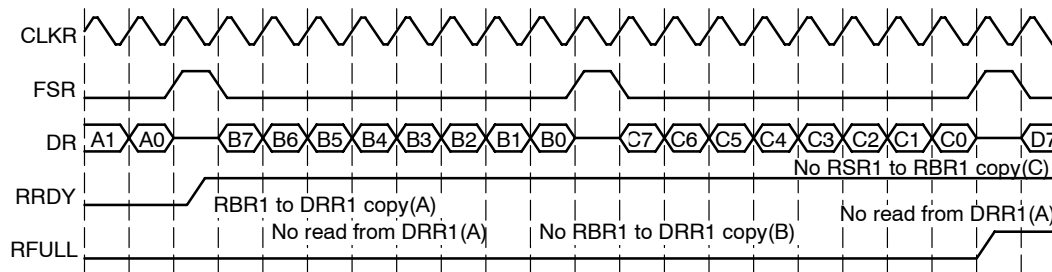 CLKR
FSR
DR A1 A0 B7 B6 B5 B4 B3 B2 B1 B0 C7 C6 C5 C4 C3 C2 C1 C0 D7
No RSR1 to RBR1 copy(C)
RRDY
RBR1 to DRR1 copy(A)
No read from DRR1(A)
No RBR1 to DRR1 copy(B)
No read from DRR1(A)
RFULL